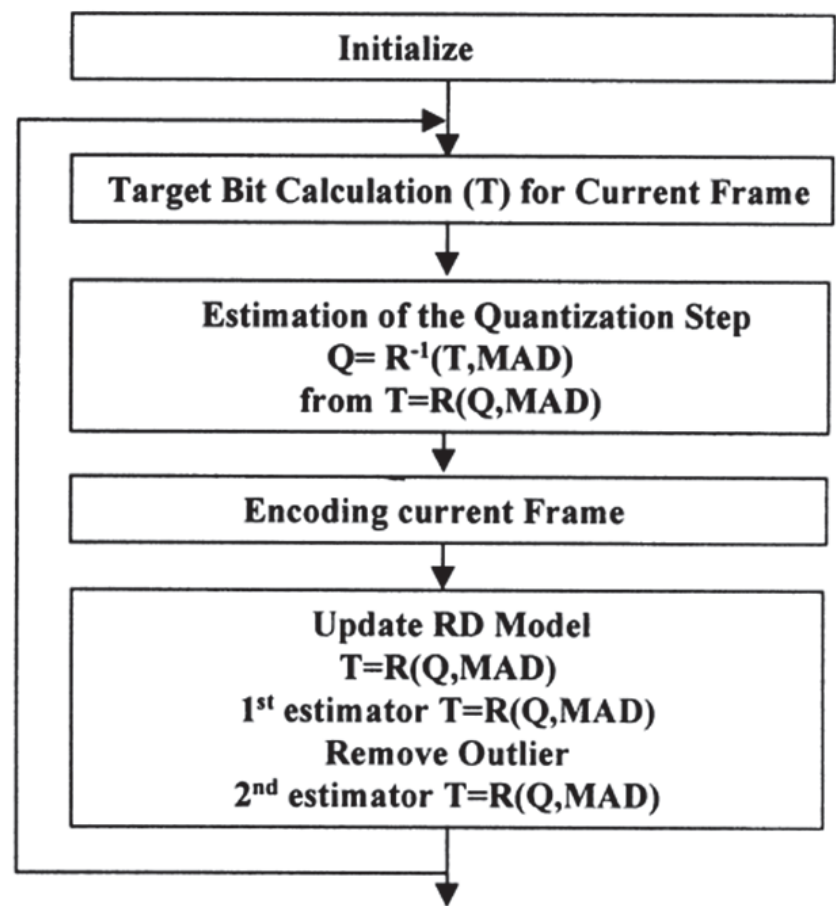 Initialize
Target Bit Calculation (T) for Current Frame
Estimation of the Quantization Step
Q= R⁻¹(T,MAD)
from T=R(Q,MAD)
Encoding current Frame
Update RD Model
T=R(Q,MAD)
1ˢᵗ estimator T=R(Q,MAD)
Remove Outlier
2ⁿᵈ estimator T=R(Q,MAD)